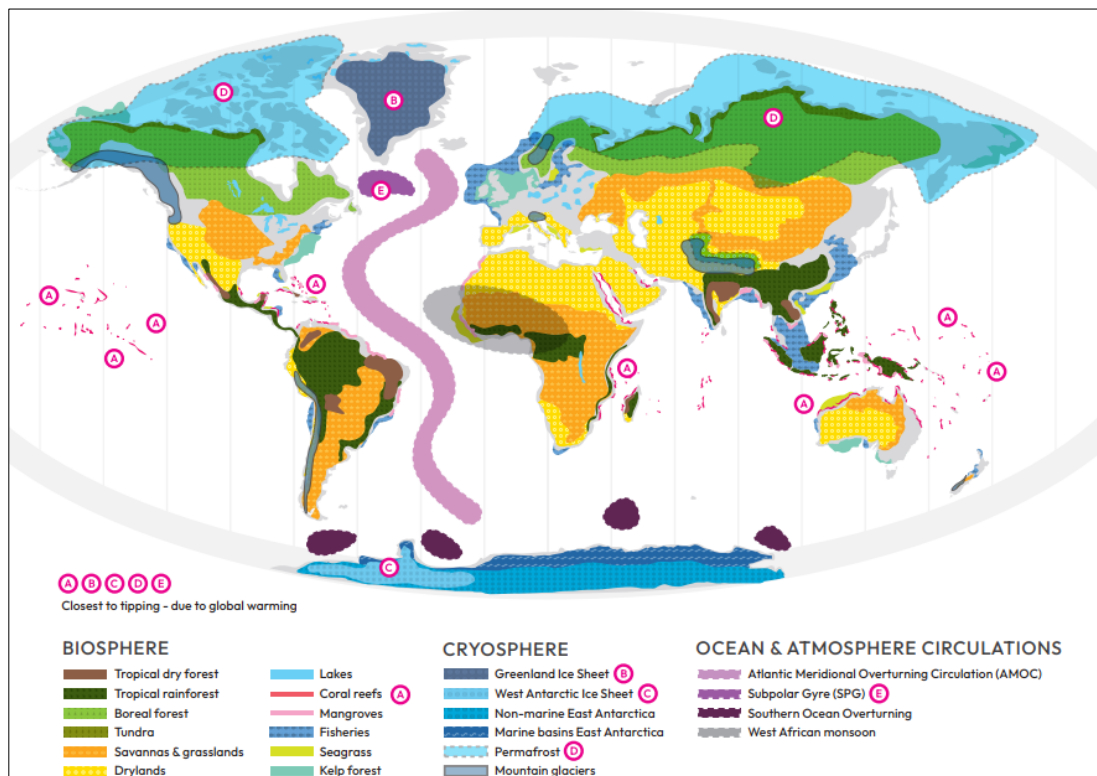 D
B
D
E
A
A
A
A
A
A
A
A
C
A B C D E
Closest to tipping - due to global warming
BIOSPHERE
Tropical dry forest
Tropical rainforest
Boreal forest
Tundra
Savannas & grasslands
Drylands
Lakes
Coral reefs A
Mangroves
Fisheries
Seagrass
Kelp forest
CRYOSPHERE
Greenland Ice Sheet B
West Antarctic Ice Sheet C
Non-marine East Antarctica
Marine basins East Antarctica
Permafrost D
Mountain glaciers
OCEAN & ATMOSPHERE CIRCULATIONS
Atlantic Meridional Overturning Circulation (AMOC)
Subpolar Gyre (SPG) E
Southern Ocean Overturning
West African monsoon